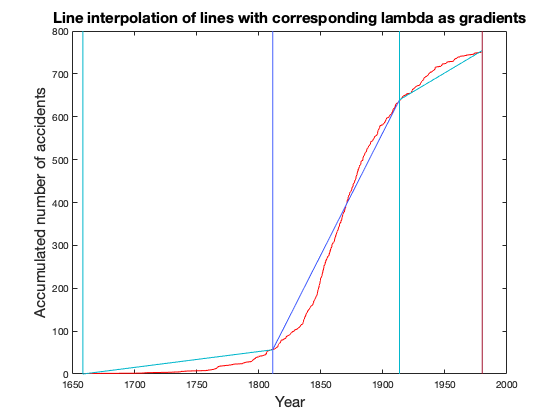 Line interpolation of lines with corresponding lambda as gradients
800
700
600
500
400
300
200
100
0
Accumulated number of accidents
1650 1700 1750 1800 1850 1900 1950 2000
Year